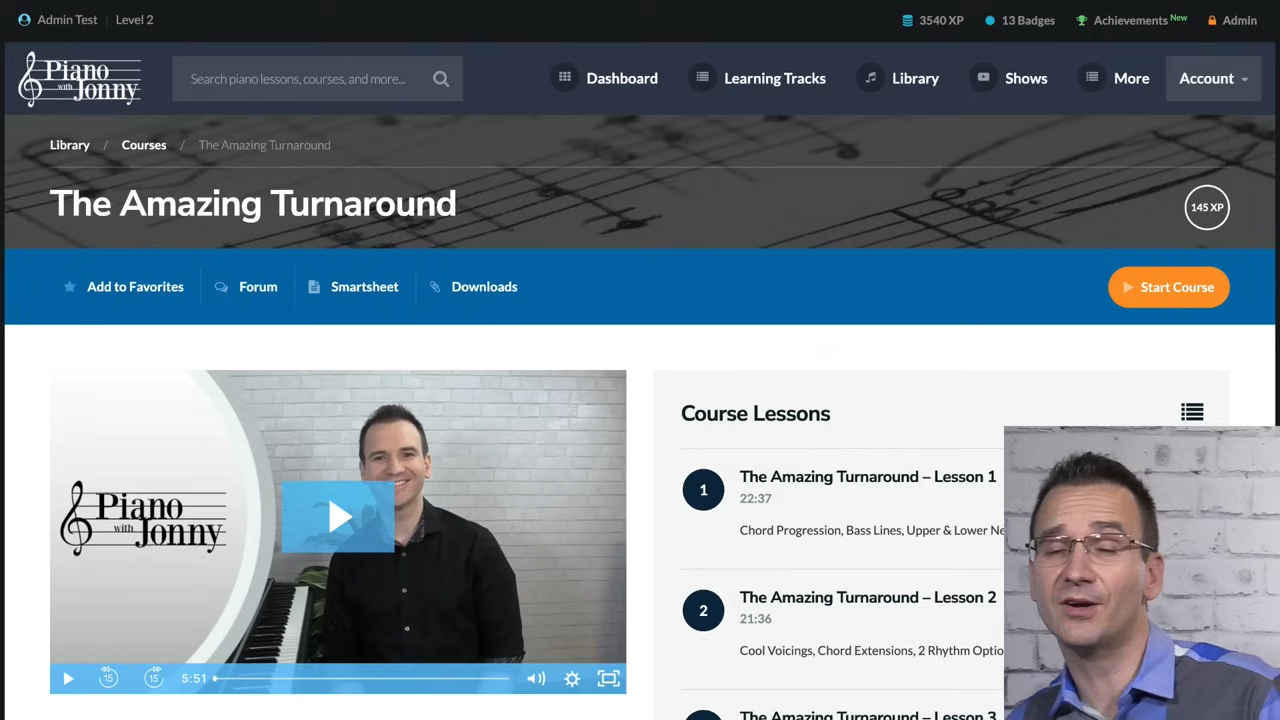 Admin Test | Level 2
3540 XP
13 Badges
Achievements New
Admin
Piano
with
Jonny
Search piano lessons, courses, and more...
Dashboard
Learning Tracks
Library
Shows
More
Account
Library / Courses / The Amazing Turnaround
The Amazing Turnaround
145 XP
Add to Favorites
Forum
Smartsheet
Downloads
Start Course
Piano
with
Jonny
15
15
5:51
Course Lessons
1
The Amazing Turnaround – Lesson 1
22:37
Chord Progression, Bass Lines, Upper & Lower Ne
2
The Amazing Turnaround – Lesson 2
21:36
Cool Voicings, Chord Extensions, 2 Rhythm Optio
The Amazing Turnaround – Lesson 3